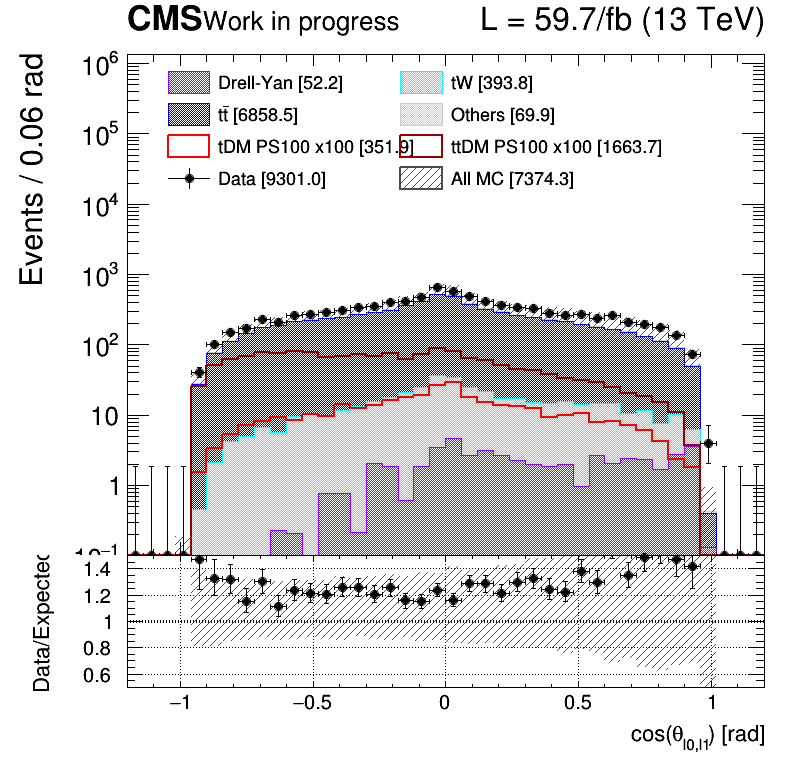 CMS Work in progress L = 59.7/fb (13 TeV)
Events / 0.06 rad
10⁶
10⁵
10⁴
10³
10²
10
1
10⁻¹
Drell-Yan [52.2]
tW [393.8]
tt̄ [6858.5]
Others [69.9]
tDM PS100 x100 [351.9]
ttDM PS100 x100 [1663.7]
Data [9301.0]
All MC [7374.3]
Data/Expected
1.4
1.2
1
0.8
0.6
−1 −0.5 0 0.5 1
cos(θ_l0,l1) [rad]